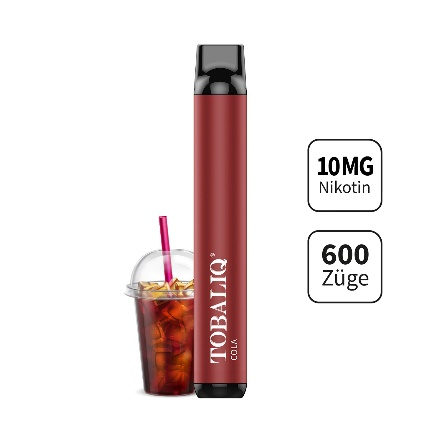 TOBALIQ
COLA
10MG
Nikotin
600
Züge